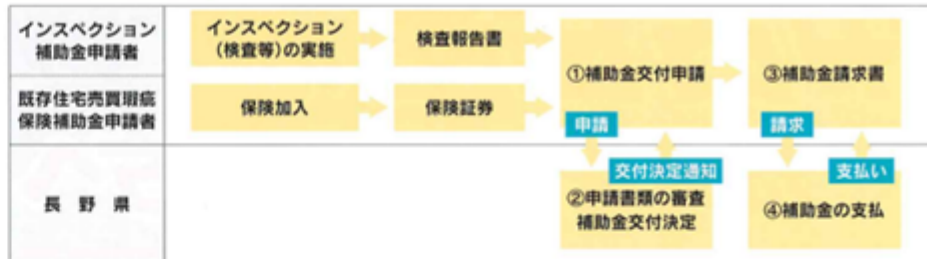 インスペクション
補助金申請者
インスペクション
(検査等)の実施
検査報告書
①補助金交付申請
③補助金請求書
既存住宅売買瑕疵
保険補助金申請者
保険加入
保険証券
申請
請求
交付決定通知
支払い
長野県
②申請書類の審査
補助金交付決定
④補助金の支払